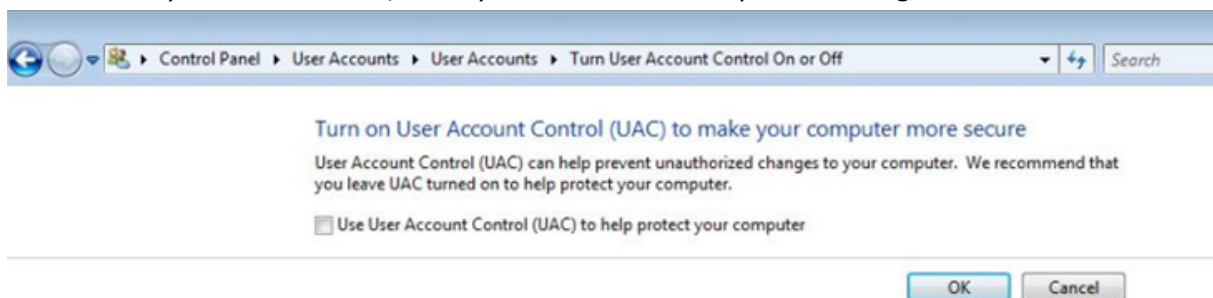 Control Panel ▸ User Accounts ▸ User Accounts ▸ Turn User Account Control On or Off
Search
Turn on User Account Control (UAC) to make your computer more secure
User Account Control (UAC) can help prevent unauthorized changes to your computer. We recommend that
you leave UAC turned on to help protect your computer.
Use User Account Control (UAC) to help protect your computer
OK
Cancel